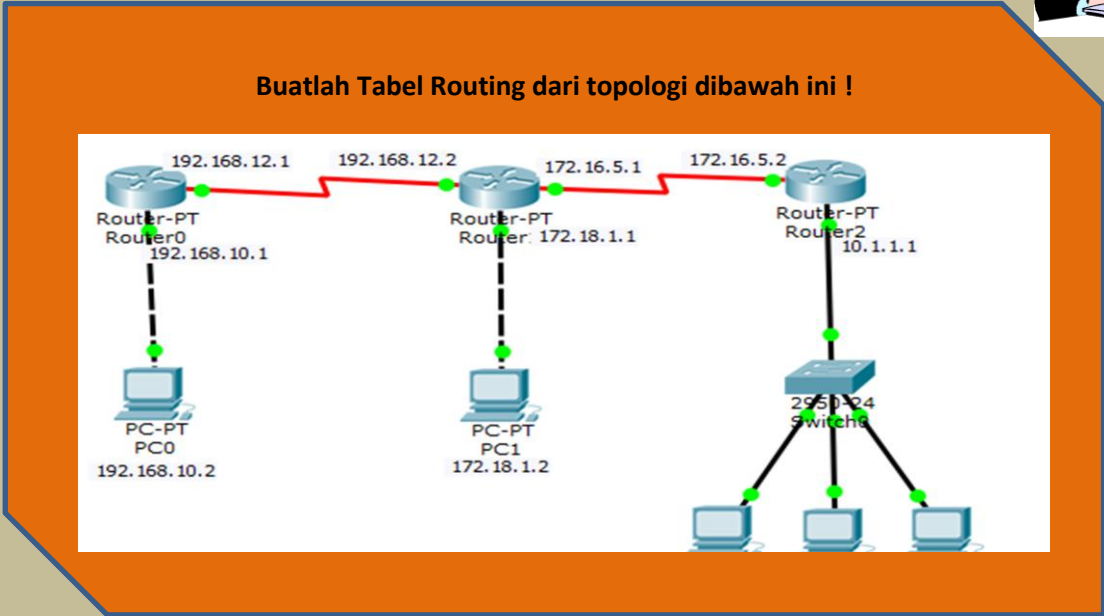 Buatlah Tabel Routing dari topologi dibawah ini !
192.168.12.1
192.168.12.2
172.16.5.1
172.16.5.2
Router-PT
Router0
192.168.10.1
Router-PT
172.18.1.1
Router-PT
Router2
10.1.1.1
PC-PT
PC0
192.168.10.2
PC-PT
PC1
172.18.1.2
2950-24
Switch0